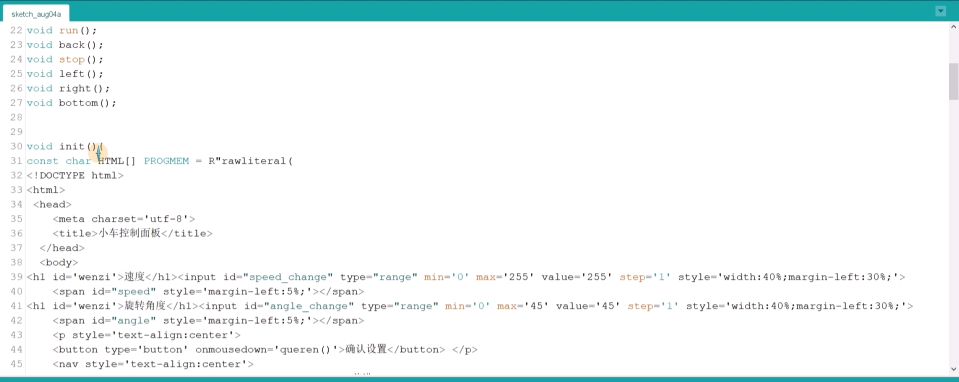 sketch_aug04a
22 void run();
23 void back();
24 void stop();
25 void left();
26 void right();
27 void bottom();
28
29
30 void init(){
31 const char HTML[] PROGMEM = R"rawliteral(
32 <!DOCTYPE html>
33 <html>
34 <head>
35 <meta charset='utf-8'>
36 <title>小车控制面板</title>
37 </head>
38 <body>
39 <h1 id='wenzi'>速度</h1><input id="speed_change" type="range" min='0' max='255' value='255' step='1' style='width:40%;margin-left:30%;'>
40 <span id="speed" style='margin-left:5%;'></span>
41 <h1 id='wenzi'>旋转角度</h1><input id="angle_change" type="range" min='0' max='45' value='45' step='1' style='width:40%;margin-left:30%;'>
42 <span id="angle" style='margin-left:5%;'></span>
43 <p style='text-align:center'>
44 <button type='button' onmousedown='queren()'>确认设置</button> </p>
45 <nav style='text-align:center'>